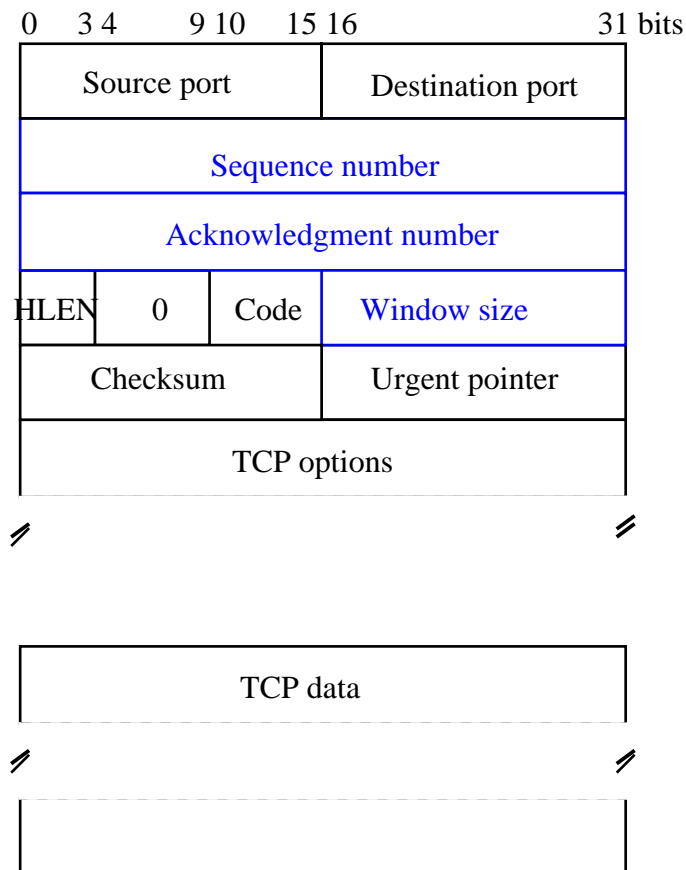 0 3 4 9 10 15 16 31 bits
Source port Destination port
Sequence number
Acknowledgment number
HLEN 0 Code Window size
Checksum Urgent pointer
TCP options
TCP data